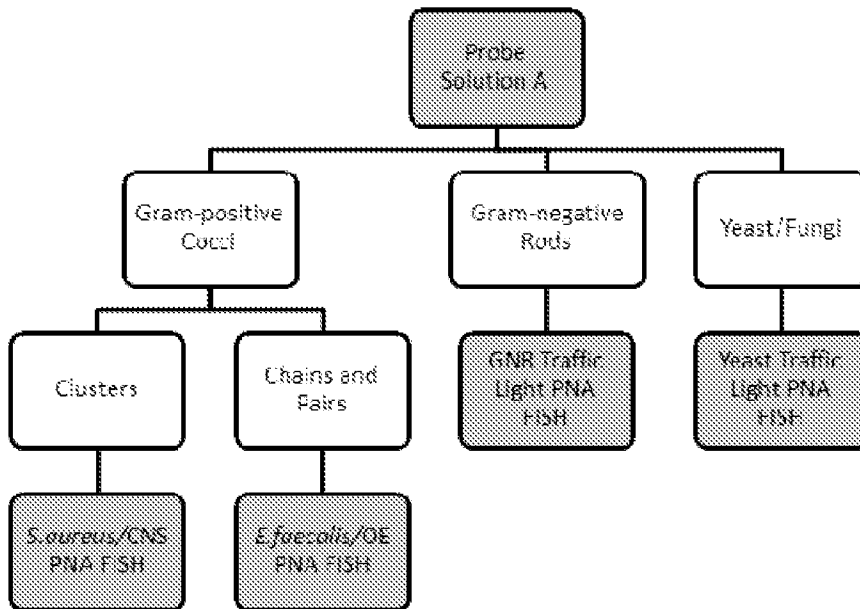 Probe
Solution A
Gram-positive
Cocci
Gram-negative
Rods
Yeast/Fungi
Clusters
Chains and
Pairs
GNR Traffic
Light PNA
FISH
Yeast Traffic
Light PNA
FISH
S.aureus/CNS
PNA FISH
E.faecalis/OE
PNA FISH